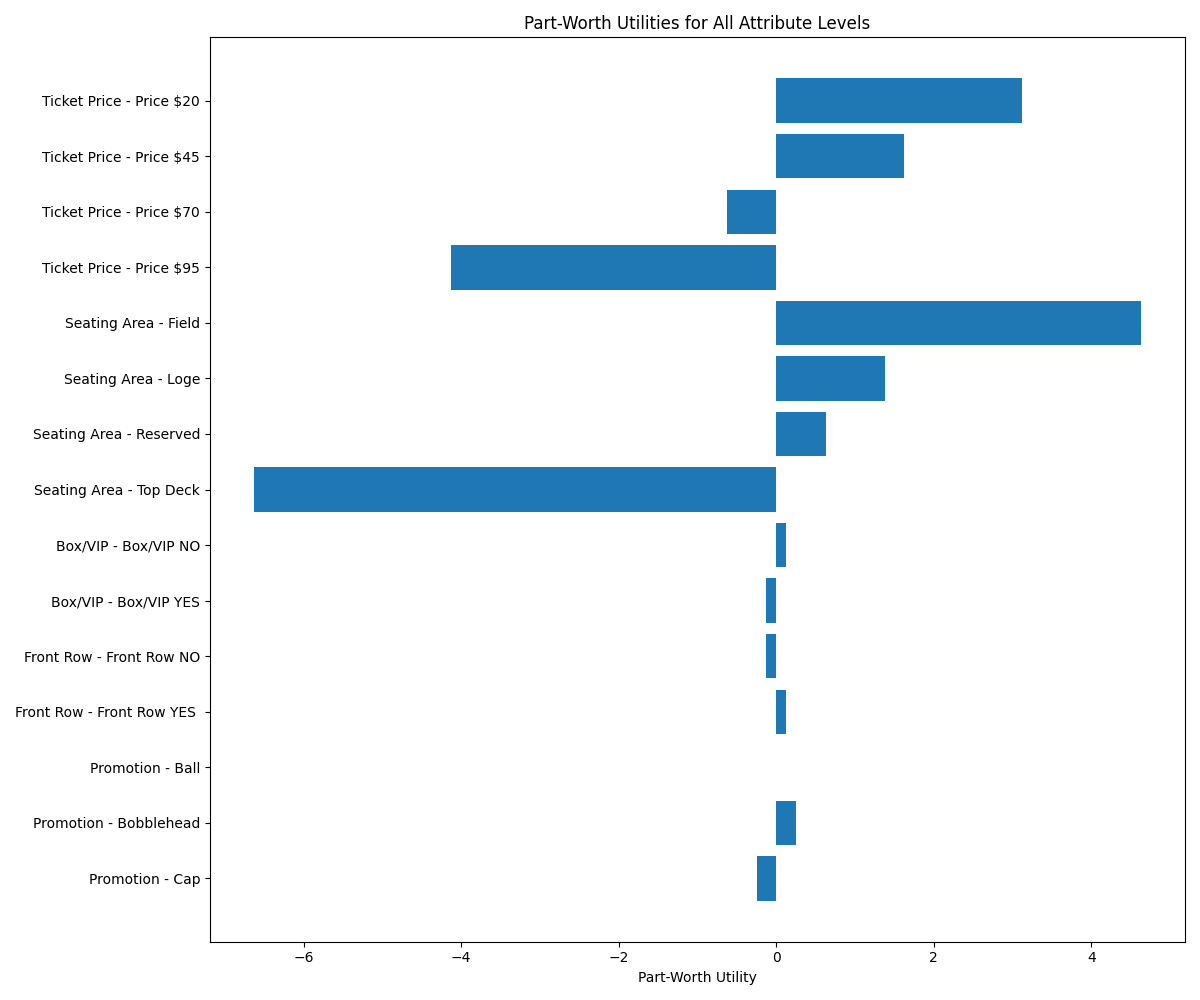 Part-Worth Utilities for All Attribute Levels
Ticket Price - Price $20
Ticket Price - Price $45
Ticket Price - Price $70
Ticket Price - Price $95
Seating Area - Field
Seating Area - Loge
Seating Area - Reserved
Seating Area - Top Deck
Box/VIP - Box/VIP NO
Box/VIP - Box/VIP YES
Front Row - Front Row NO
Front Row - Front Row YES
Promotion - Ball
Promotion - Bobblehead
Promotion - Cap
−6 −4 −2 0 2 4
Part-Worth Utility